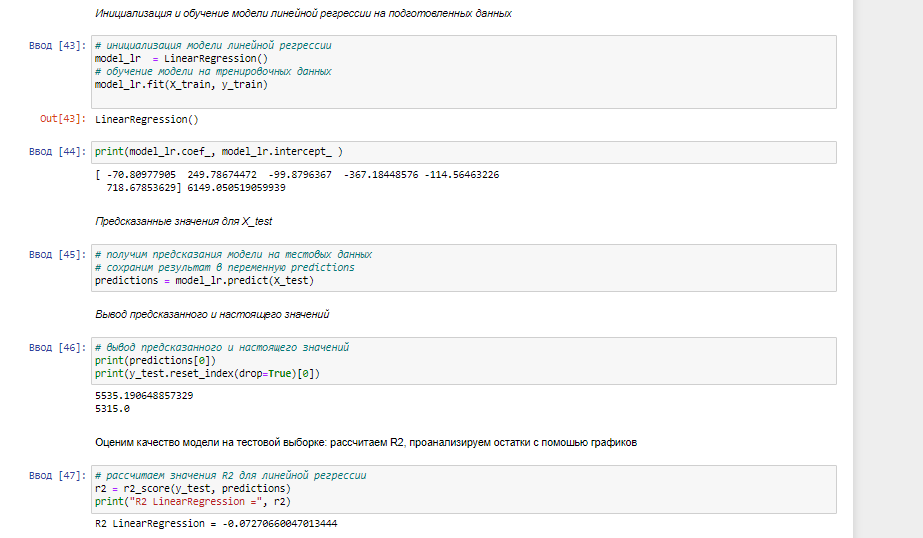 Инициализация и обучение модели линейной регрессии на подготовленных данных
Ввод [43]: # инициализация модели линейной регрессии
model_lr  = LinearRegression()
# обучение модели на тренировочных данных
model_lr.fit(X_train, y_train)
Out[43]: LinearRegression()
Ввод [44]: print(model_lr.coef_, model_lr.intercept_ )
[ -70.80977905  249.78674472  -99.8796367  -367.18448576 -114.56463226
718.67853629] 6149.050519059939
Предсказанные значения для X_test
Ввод [45]: # получим предсказания модели на тестовых данных
# сохраним результат в переменную predictions
predictions = model_lr.predict(X_test)
Вывод предсказанного и настоящего значений
Ввод [46]: # вывод предсказанного и настоящего значений
print(predictions[0])
print(y_test.reset_index(drop=True)[0])
5535.190648857329
5315.0
Оценим качество модели на тестовой выборке: рассчитаем R2, проанализируем остатки с помощью графиков
Ввод [47]: # рассчитаем значения R2 для линейной регрессии
r2 = r2_score(y_test, predictions)
print("R2 LinearRegression =", r2)
R2 LinearRegression = -0.07270660047013444